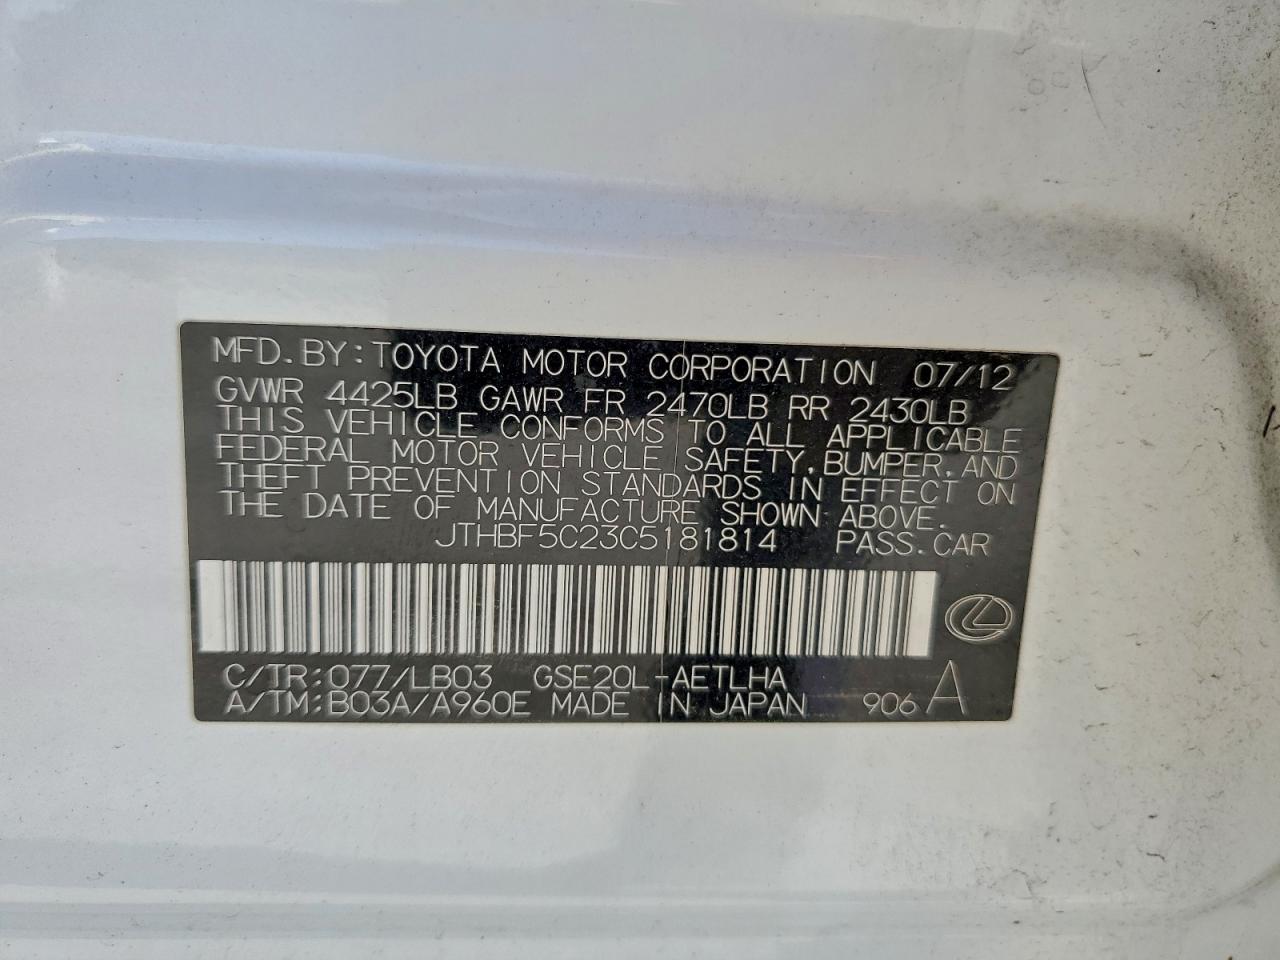 MFD.BY:TOYOTA MOTOR CORPORATION 07/12
GVWR 4425LB GAWR FR 2470LB RR 2430LB
THIS VEHICLE CONFORMS TO ALL APPLICABLE
FEDERAL MOTOR VEHICLE SAFETY,BUMPER,AND
THEFT PREVENTION STANDARDS IN EFFECT ON
THE DATE OF MANUFACTURE SHOWN ABOVE.
JTHBF5C23C5181814 PASS.CAR
C/TR:077/LB03 GSE20L-AETLHA
A/TM:B03A/A960E MADE IN JAPAN 906 A